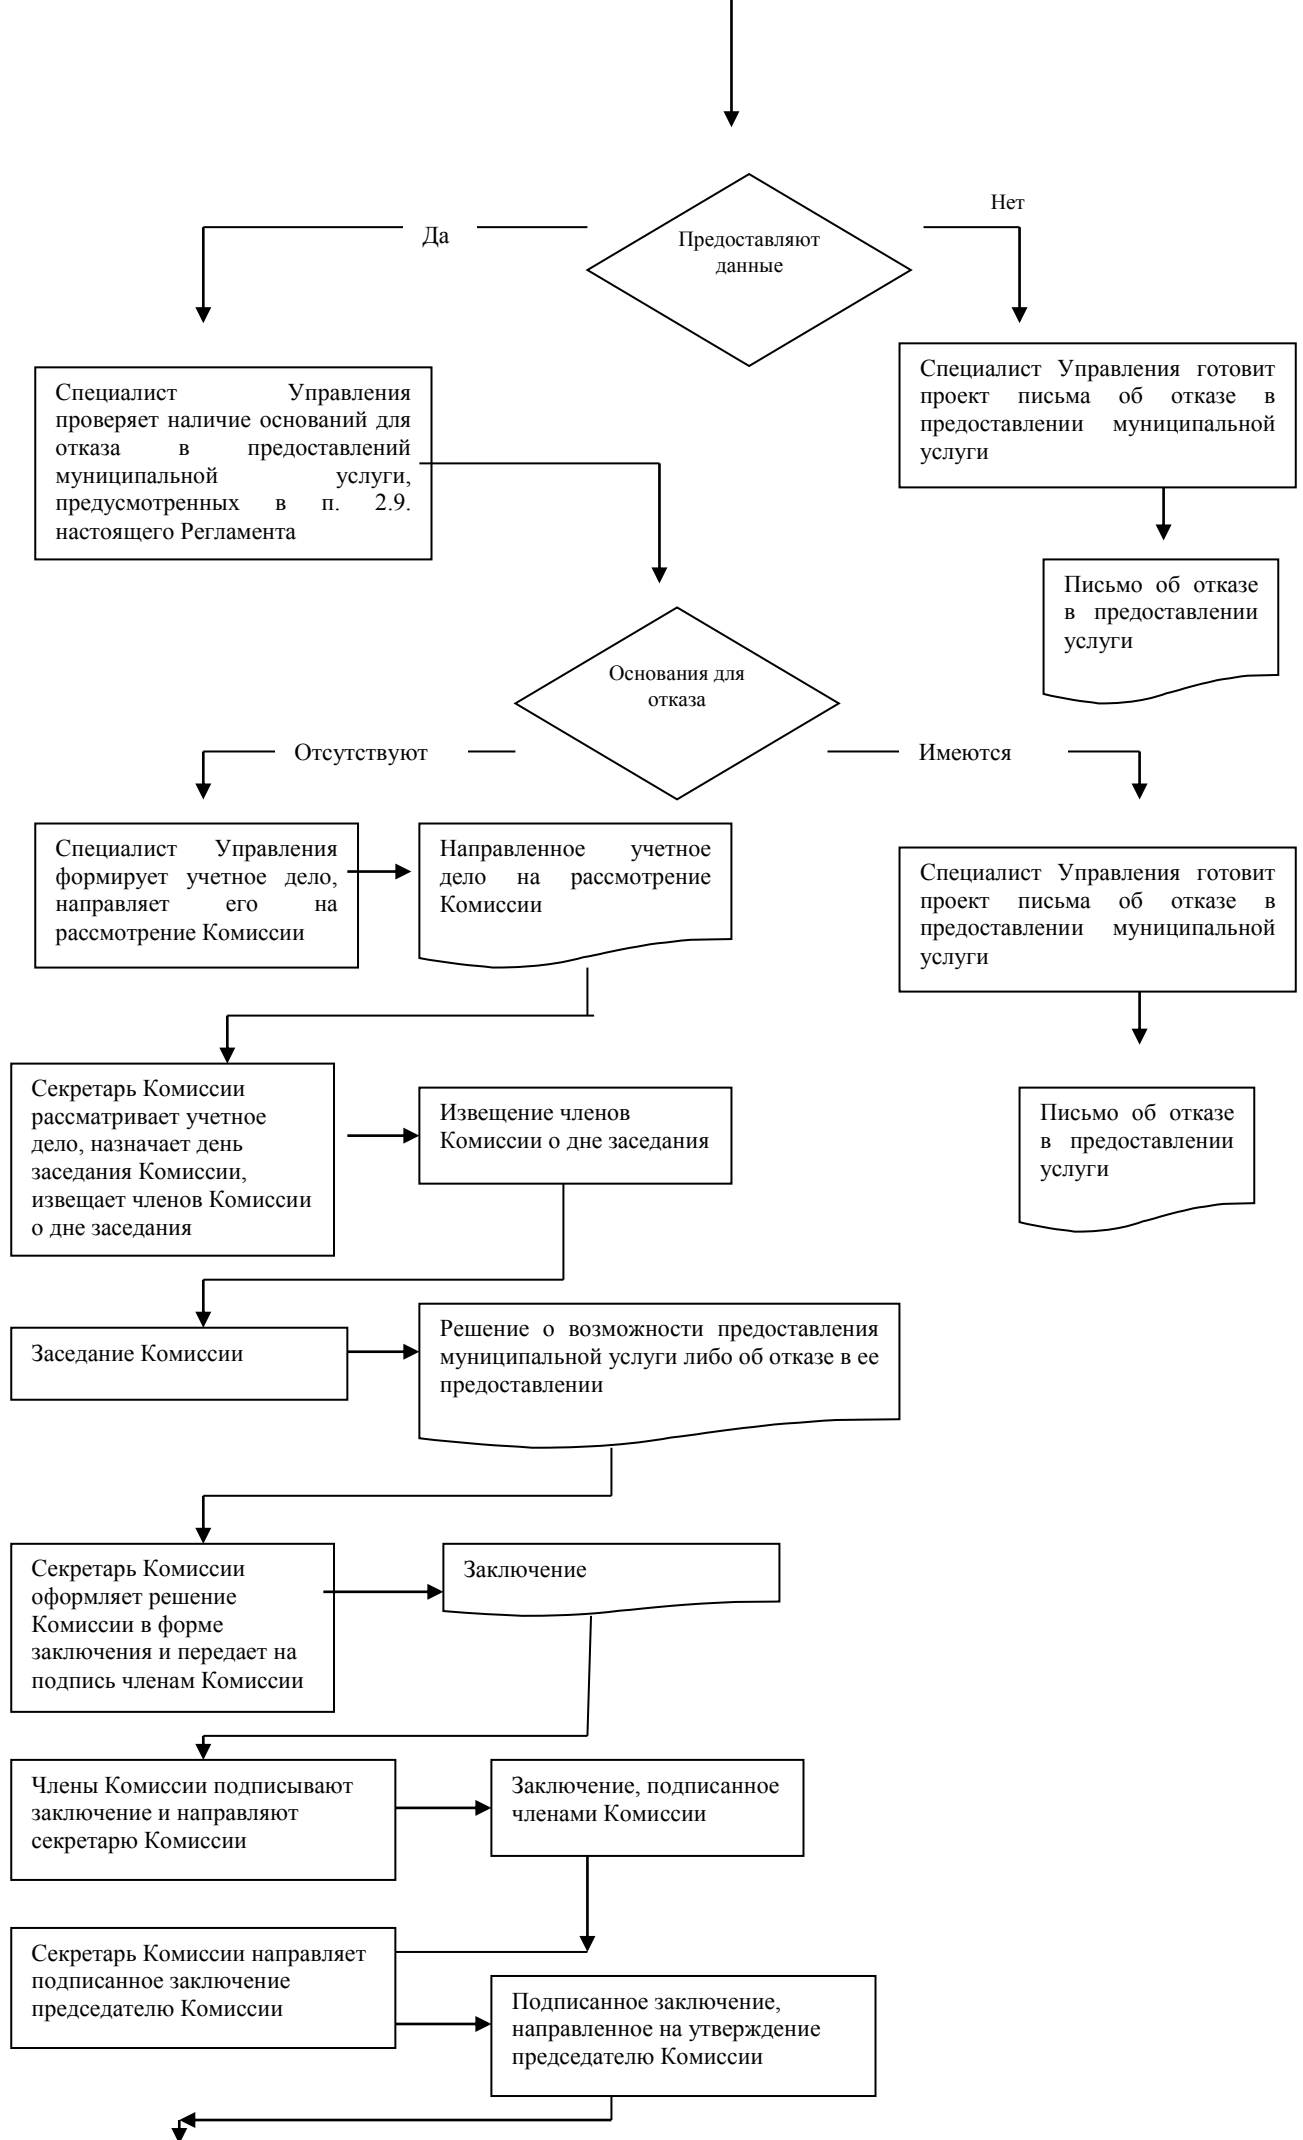 Нет
Да
Предоставляют
данные
Специалист Управления
проверяет наличие оснований для
отказа в предоставлений
муниципальной услуги,
предусмотренных в п. 2.9.
настоящего Регламента
Специалист Управления готовит
проект письма об отказе в
предоставлении муниципальной
услуги
Письмо об отказе
в предоставлении
услуги
Основания для
отказа
Отсутствуют
Имеются
Специалист Управления
формирует учетное дело,
направляет его на
рассмотрение Комиссии
Направленное учетное
дело на рассмотрение
Комиссии
Специалист Управления готовит
проект письма об отказе в
предоставлении муниципальной
услуги
Секретарь Комиссии
рассматривает учетное
дело, назначает день
заседания Комиссии,
извещает членов Комиссии
о дне заседания
Извещение членов
Комиссии о дне заседания
Письмо об отказе
в предоставлении
услуги
Заседание Комиссии
Решение о возможности предоставления
муниципальной услуги либо об отказе в ее
предоставлении
Секретарь Комиссии
оформляет решение
Комиссии в форме
заключения и передает на
подпись членам Комиссии
Заключение
Члены Комиссии подписывают
заключение и направляют
секретарю Комиссии
Заключение, подписанное
членами Комиссии
Секретарь Комиссии направляет
подписанное заключение
председателю Комиссии
Подписанное заключение,
направленное на утверждение
председателю Комиссии